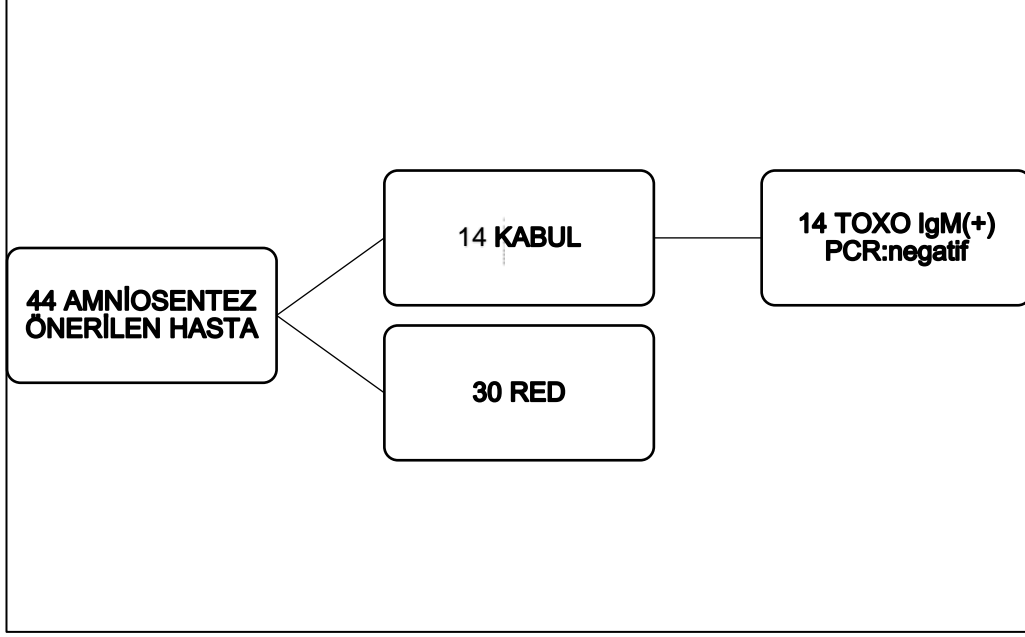 44 AMNİOSENTEZ
ÖNERİLEN HASTA
14 KABUL
30 RED
14 TOXO IgM(+)
PCR:negatif